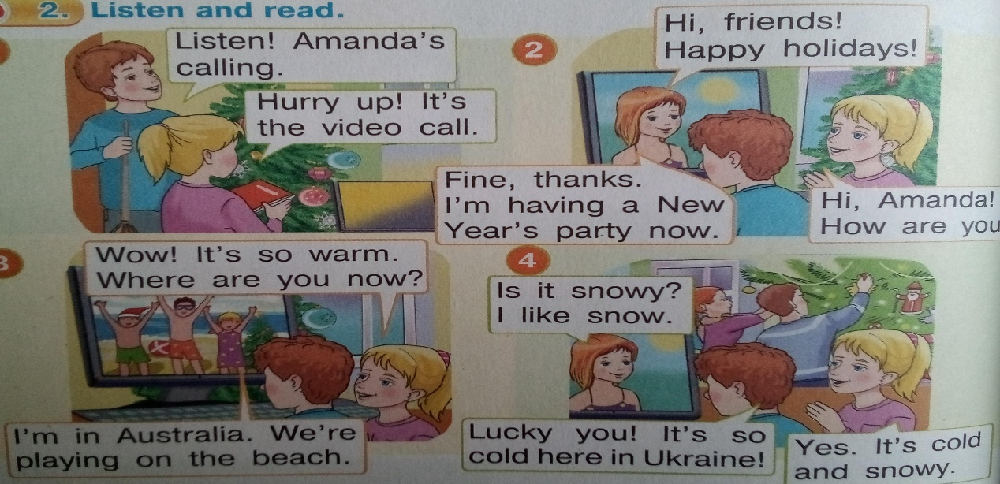 2. Listen and read.
Listen! Amanda's
calling.
Hurry up! It's
the video call.
2
Hi, friends!
Happy holidays!
Hi, Amanda!
How are you
Fine, thanks.
I'm having a New
Year's party now.
3
Wow! It's so warm.
Where are you now?
I'm in Australia. We're
playing on the beach.
4
Is it snowy?
I like snow.
Lucky you! It's so
cold here in Ukraine!
Yes. It's cold
and snowy.